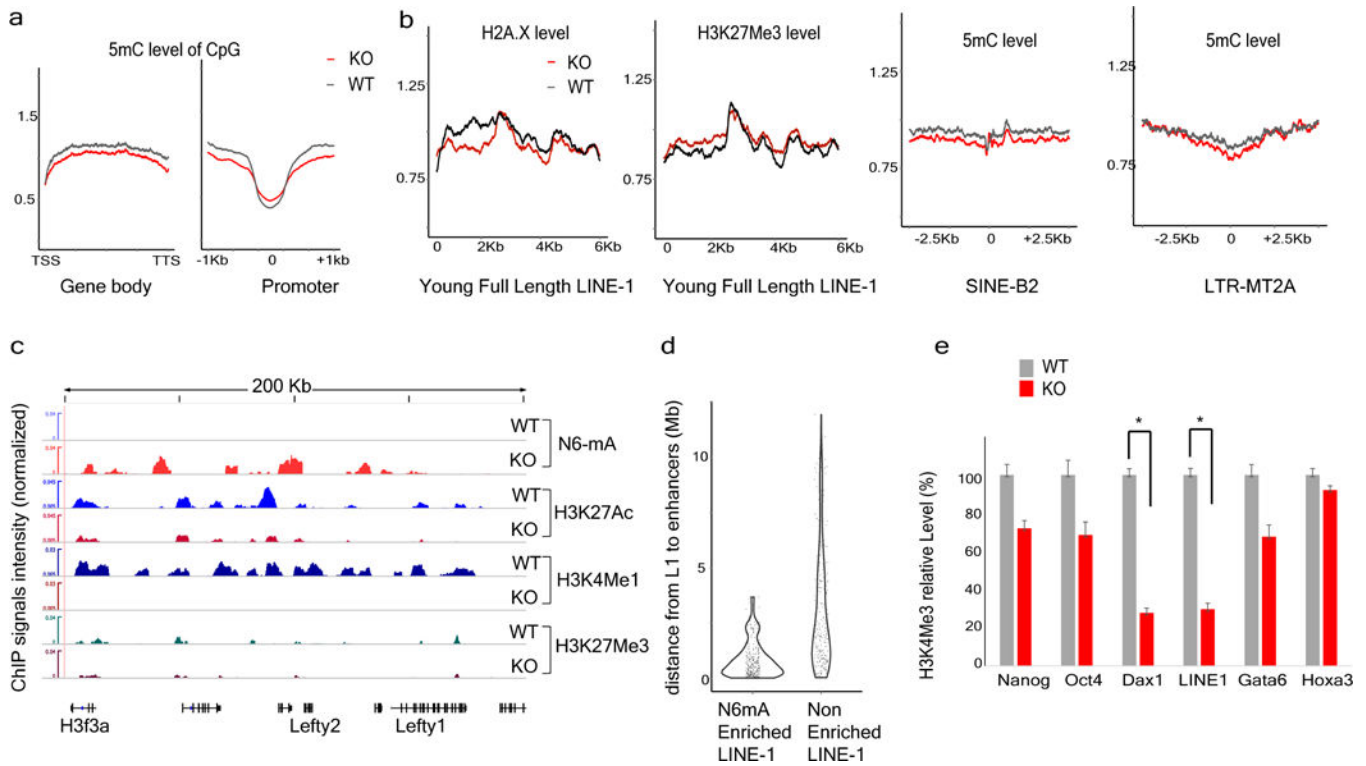 a
5mC level of CpG
KO
WT
1.5
0.5
TSS
TTS
Gene body
-1Kb
0
+1kb
Promoter
b
H2A.X level
KO
WT
1.25
0.75
0
2Kb
4Kb
6Kb
Young Full Length LINE-1
H3K27Me3 level
1.25
0.75
0
2Kb
4Kb
6Kb
Young Full Length LINE-1
5mC level
1.25
0.75
-2.5Kb
0
+2.5Kb
SINE-B2
5mC level
1.25
0.75
-2.5Kb
0
+2.5Kb
LTR-MT2A
c
200 Kb
ChIP signals intensity (normalized)
WT
KO
N6-mA
WT
KO
H3K27Ac
WT
KO
H3K4Me1
WT
KO
H3K27Me3
H3f3a
Lefty2
Lefty1
d
distance from L1 to enhancers (Mb)
10
5
0
N6mA
Enriched
LINE-1
Non
Enriched
LINE-1
e
WT
KO
H3K4Me3 relative Level (%)
100
80
60
40
20
0
*
*
Nanog
Oct4
Dax1
LINE1
Gata6
Hoxa3